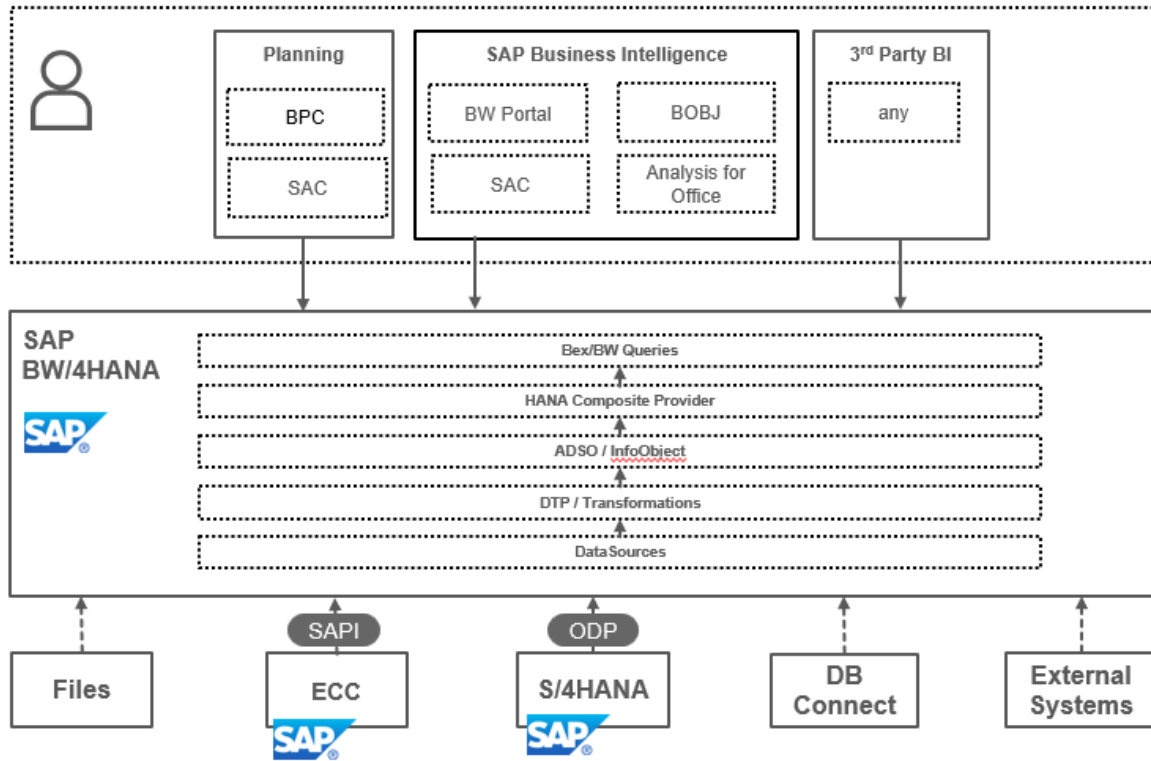 Planning
BPC
SAC
SAP Business Intelligence
BW Portal
BOBJ
SAC
Analysis for
Office
3rd Party BI
any
SAP
BW/4HANA
SAP®
Bex/BW Queries
HANA Composite Provider
ADSO / InfoObject
DTP / Transformations
DataSources
SAPI
ODP
Files
ECC
SAP®
S/4HANA
SAP®
DB
Connect
External
Systems